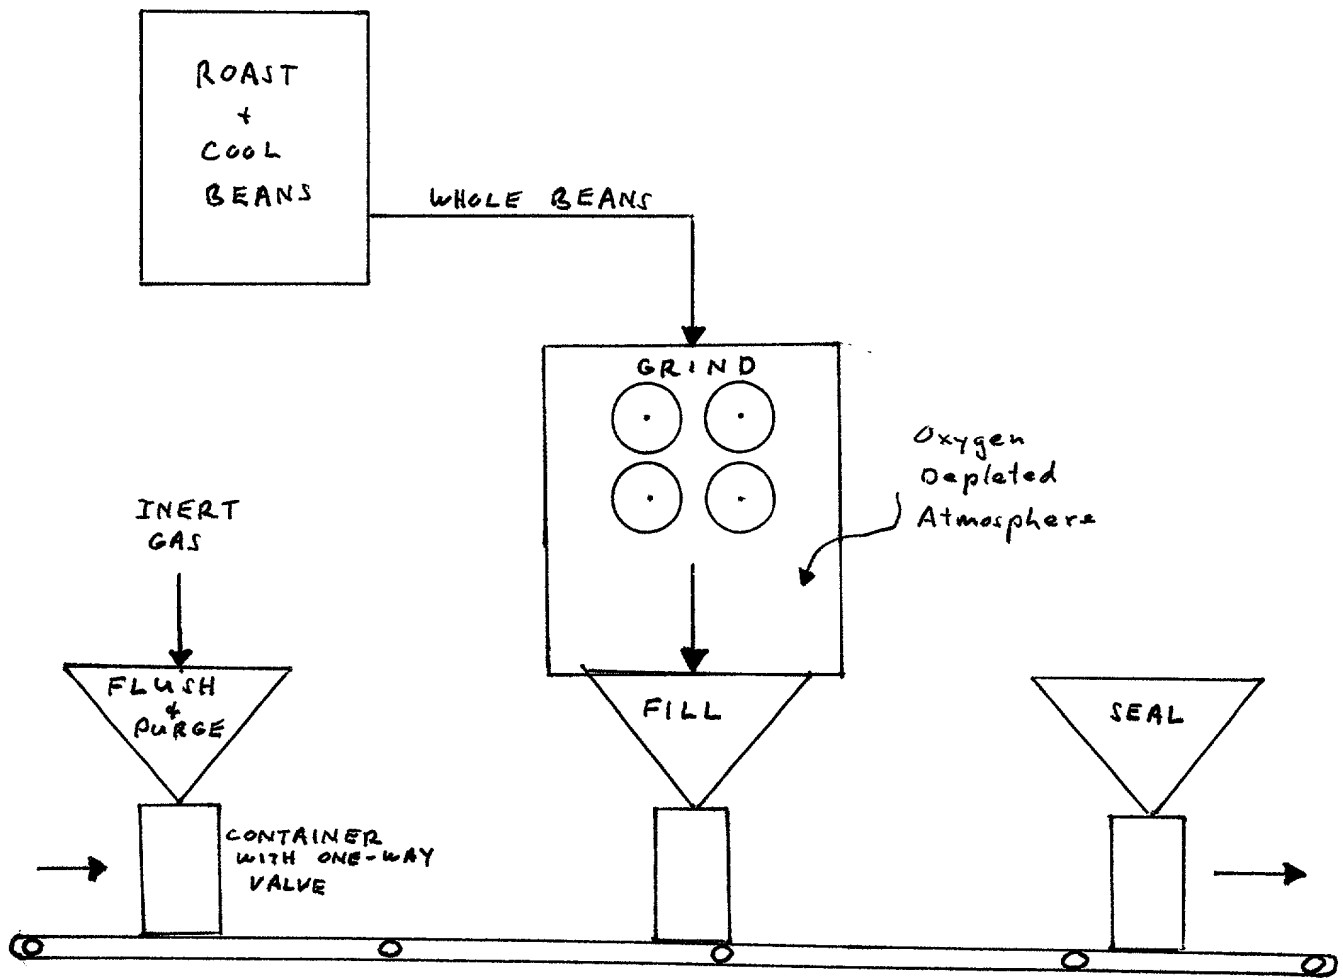 ROAST
+
COOL
BEANS
WHOLE BEANS
GRIND
Oxygen
Depleted
Atmosphere
INERT
GAS
FLUSH
&
PURGE
FILL
SEAL
CONTAINER
WITH ONE-WAY
VALVE